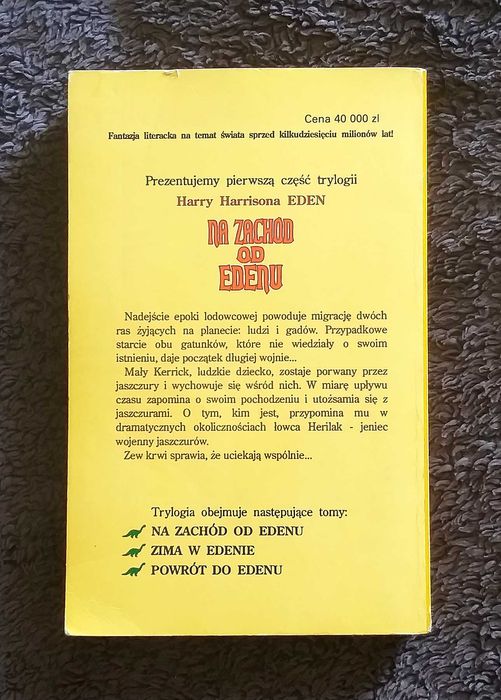 Cena 40 000 zl
Fantazja literacka na temat świata sprzed kilkudziesięciu milionów lat!
Prezentujemy pierwszą część trylogii
Harry Harrisona EDEN
NA ZACHÓD
OD
EDENU
Nadejście epoki lodowcowej powoduje migrację dwóch
ras żyjących na planecie: ludzi i gadów. Przypadkowe
starcie obu gatunków, które nie wiedziały o swoim
istnieniu, daje początek długiej wojnie...
Mały Kerrick, ludzkie dziecko, zostaje porwany przez
jaszczury i wychowuje się wśród nich. W miarę upływu
czasu zapomina o swoim pochodzeniu i utożsamia się z
jaszczurami. O tym, kim jest, przypomina mu w
dramatycznych okolicznościach łowca Herilak - jeniec
wojenny jaszczurów.
Zew krwi sprawia, że uciekają wspólnie...
Trylogia obejmuje następujące tomy:
NA ZACHÓD OD EDENU
ZIMA W EDENIE
POWRÓT DO EDENU